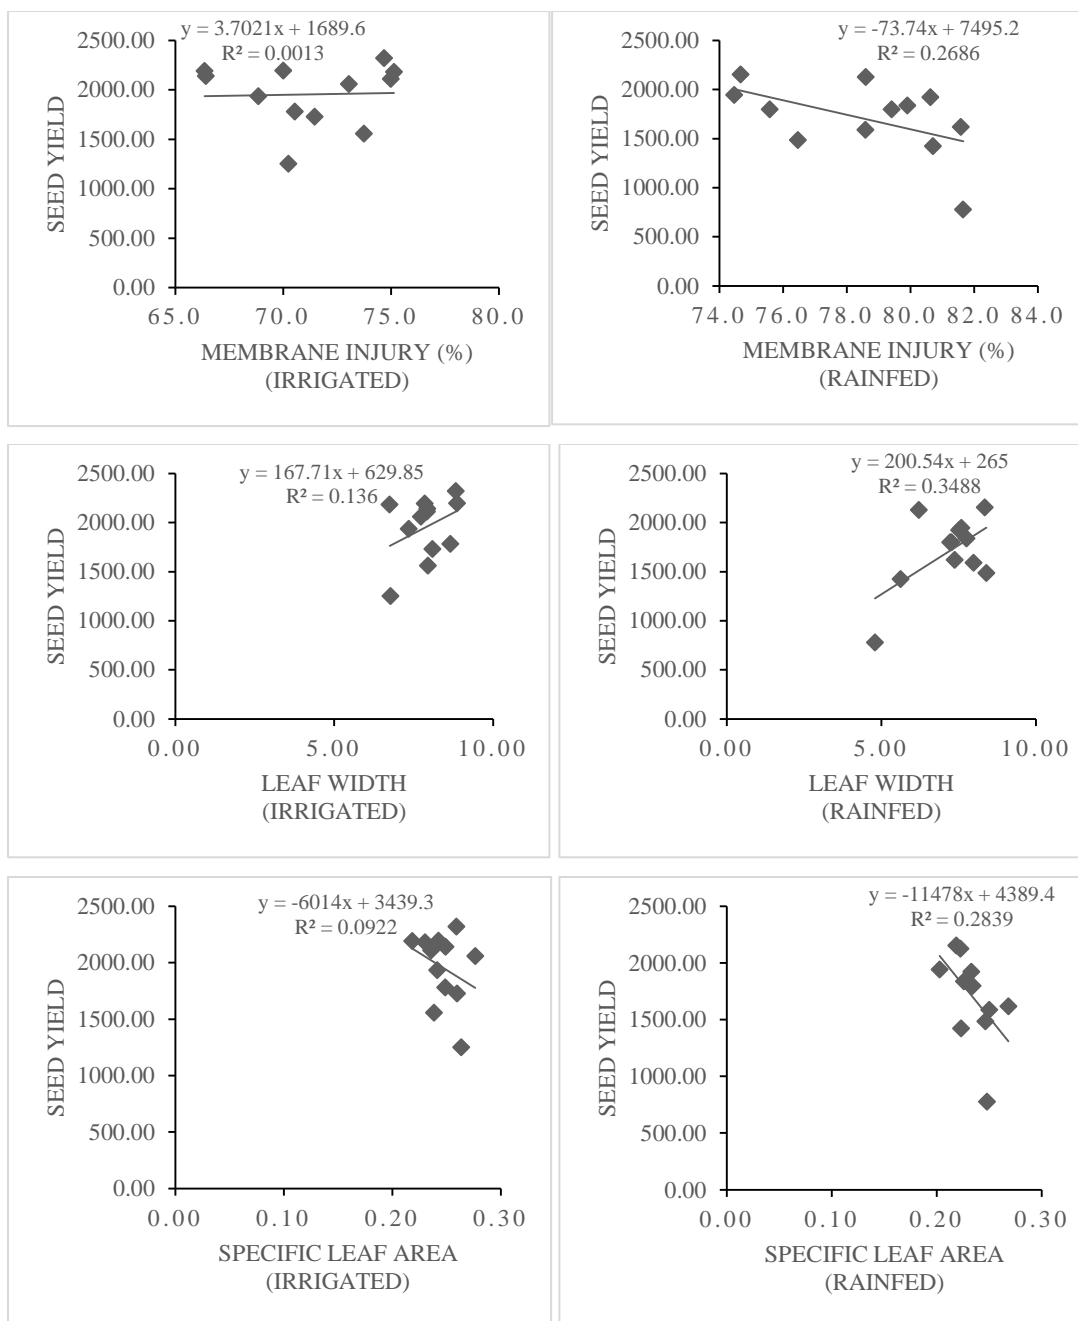 y = 3.7021x + 1689.6
R² = 0.0013
2500.00
2000.00
1500.00
1000.00
500.00
0.00
SEED YIELD
65.0 70.0 75.0 80.0
MEMBRANE INJURY (%)
(IRRIGATED)
y = -73.74x + 7495.2
R² = 0.2686
2500.00
2000.00
1500.00
1000.00
500.00
0.00
SEED YIELD
74.0 76.0 78.0 80.0 82.0 84.0
MEMBRANE INJURY (%)
(RAINFED)
y = 167.71x + 629.85
R² = 0.136
2500.00
2000.00
1500.00
1000.00
500.00
0.00
SEED YIELD
0.00 5.00 10.00
LEAF WIDTH
(IRRIGATED)
y = 200.54x + 265
R² = 0.3488
2500.00
2000.00
1500.00
1000.00
500.00
0.00
SEED YIELD
0.00 5.00 10.00
LEAF WIDTH
(RAINFED)
y = -6014x + 3439.3
R² = 0.0922
2500.00
2000.00
1500.00
1000.00
500.00
0.00
SEED YIELD
0.00 0.10 0.20 0.30
SPECIFIC LEAF AREA
(IRRIGATED)
y = -11478x + 4389.4
R² = 0.2839
2500.00
2000.00
1500.00
1000.00
500.00
0.00
SEED YIELD
0.00 0.10 0.20 0.30
SPECIFIC LEAF AREA
(RAINFED)